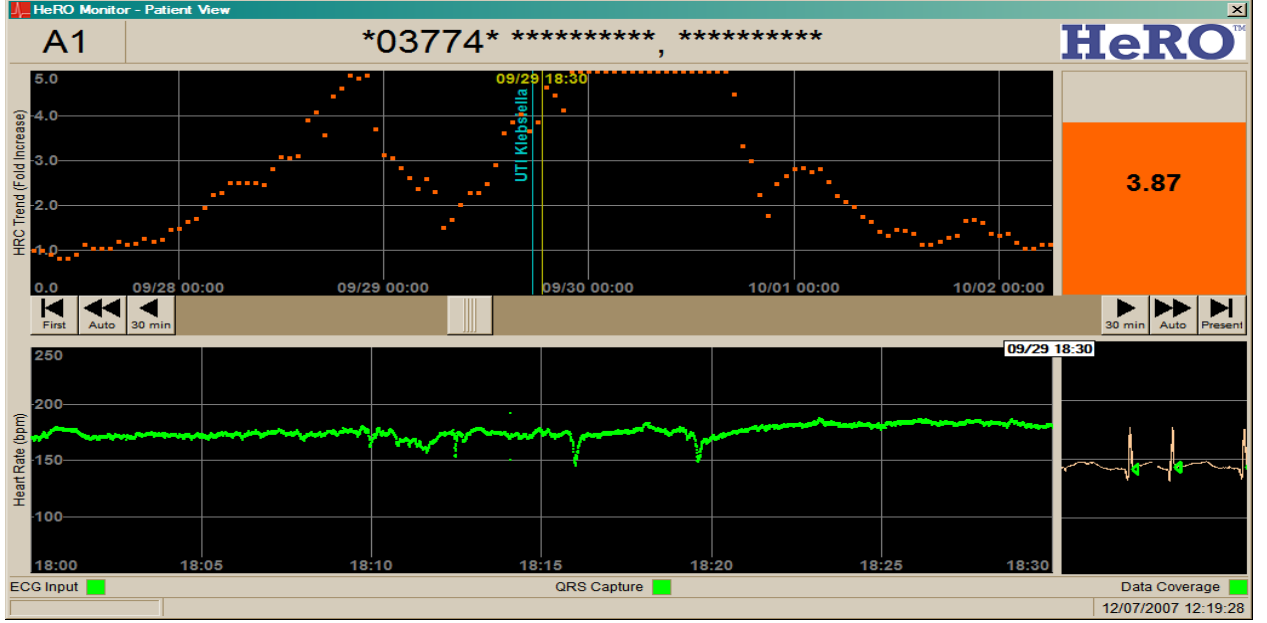 HeRO Monitor - Patient View
A1
*03774* **********, **********
HeRO™
HRC Trend (Fold Increase)
5.0
4.0
3.0
2.0
1.0
0.0
09/29 18:30
UTI Klebsiella
09/28 00:00 09/29 00:00 09/30 00:00 10/01 00:00 10/02 00:00
3.87
First Auto 30 min
30 min Auto Present
09/29 18:30
Heart Rate (bpm)
250
200
150
100
18:00 18:05 18:10 18:15 18:20 18:25 18:30
ECG Input QRS Capture Data Coverage
12/07/2007 12:19:28